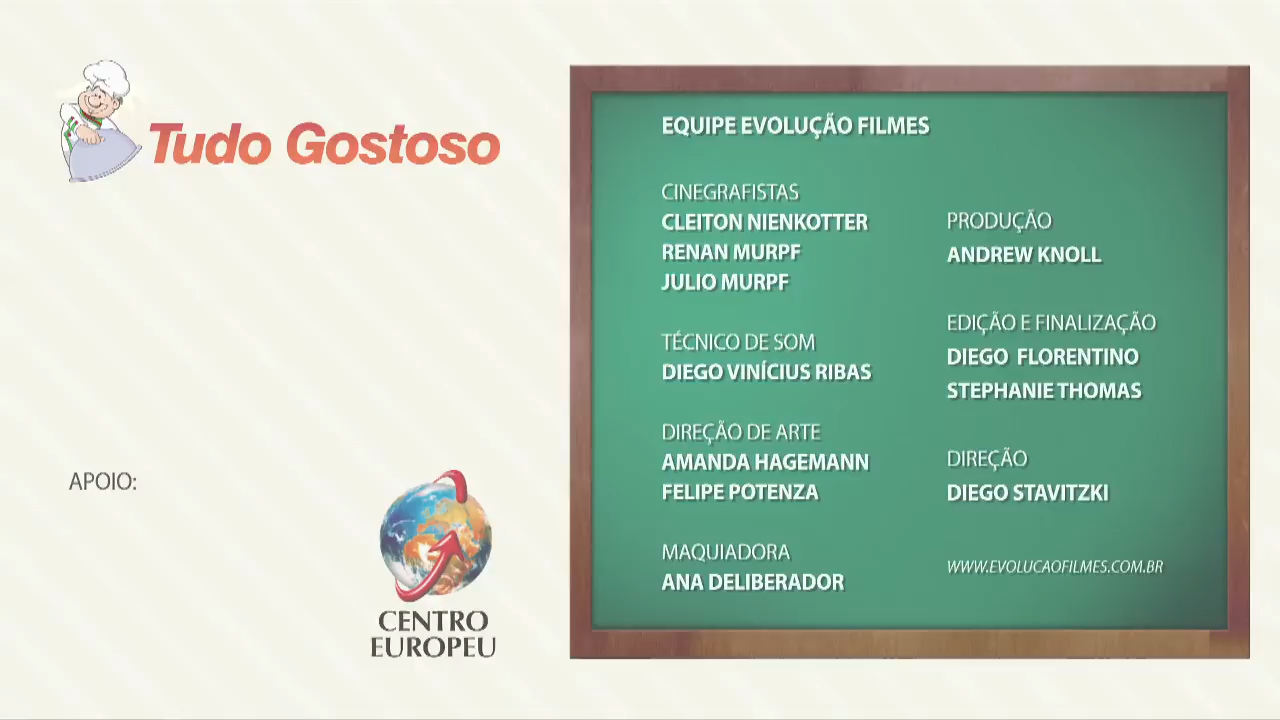 Tudo Gostoso
APOIO:
CENTRO
EUROPEU
EQUIPE EVOLUÇÃO FILMES
CINEGRAFISTAS
CLEITON NIENKOTTER
RENAN MURPF
JULIO MURPF
TÉCNICO DE SOM
DIEGO VINÍCIUS RIBAS
DIREÇÃO DE ARTE
AMANDA HAGEMANN
FELIPE POTENZA
MAQUIADORA
ANA DELIBERADOR
PRODUÇÃO
ANDREW KNOLL
EDIÇÃO E FINALIZAÇÃO
DIEGO FLORENTINO
STEPHANIE THOMAS
DIREÇÃO
DIEGO STAVITZKI
WWW.EVOLUCAOFILMES.COM.BR